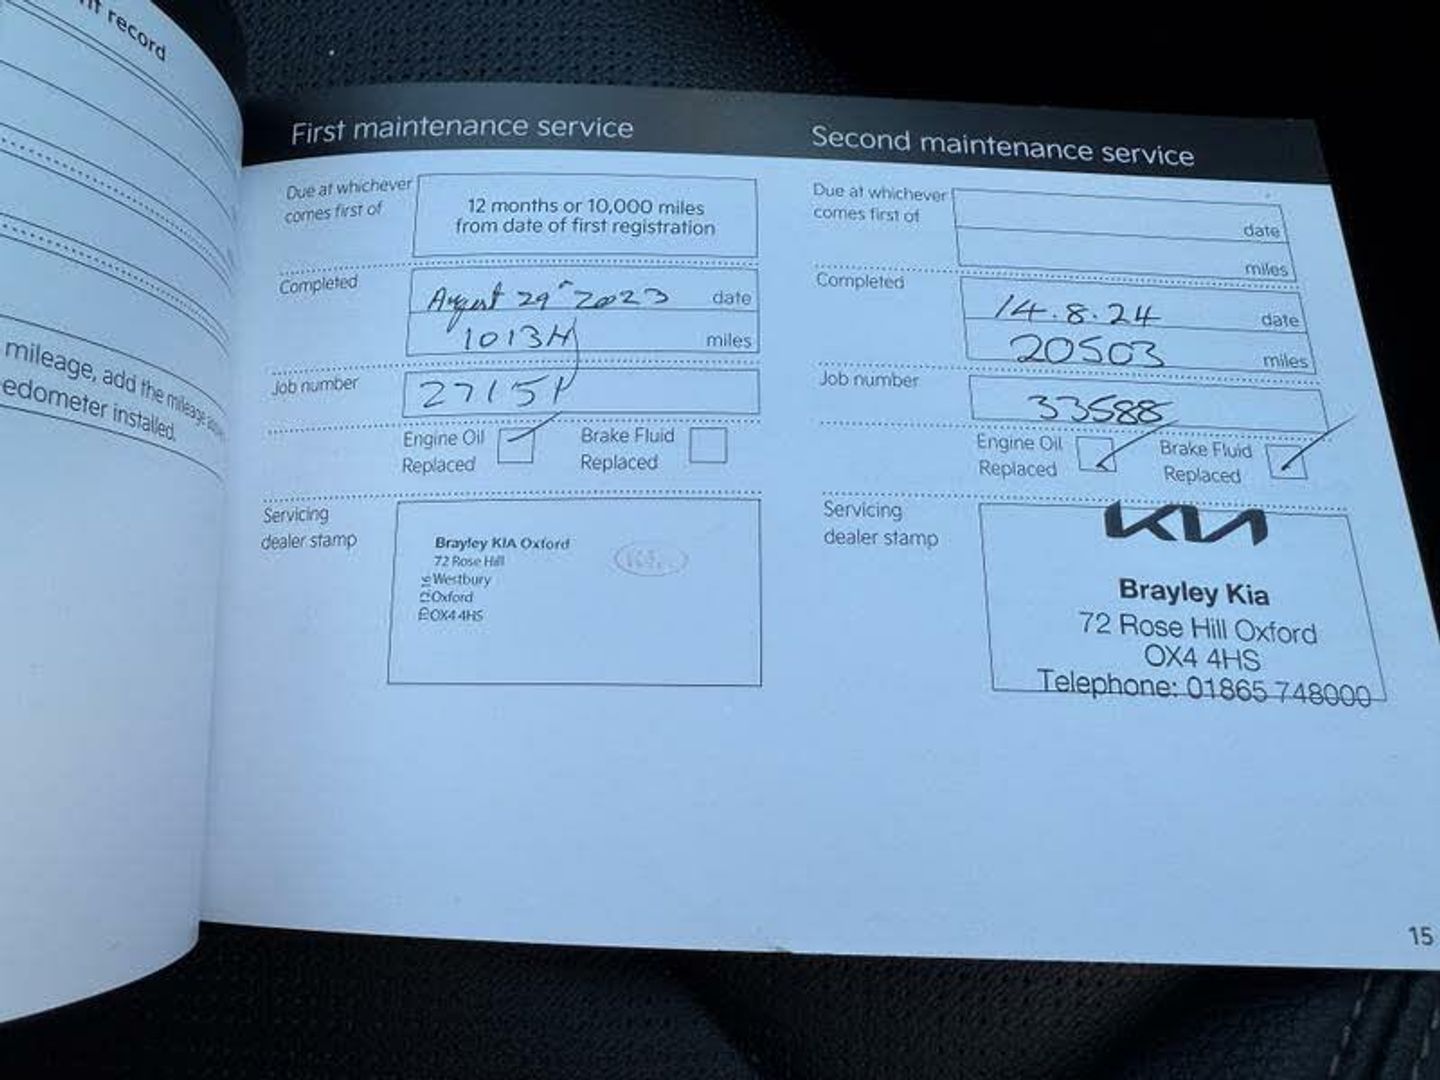 nt record
mileage, add the mileage
edometer installed.
First maintenance service
Due at whichever
comes first of
12 months or 10,000 miles
from date of first registration
Completed
August 29th 2023 date
10134 miles
Job number
27151
Engine Oil
Replaced
Brake Fluid
Replaced
Servicing
dealer stamp
Brayley KIA Oxford
72 Rose Hill
Westbury
Oxford
OX4 4HS
Second maintenance service
Due at whichever
comes first of
date
miles
Completed
14.8.24 date
20503 miles
Job number
33588
Engine Oil
Replaced
Brake Fluid
Replaced
Servicing
dealer stamp
KIA
Brayley Kia
72 Rose Hill Oxford
OX4 4HS
Telephone: 01865 748000
15